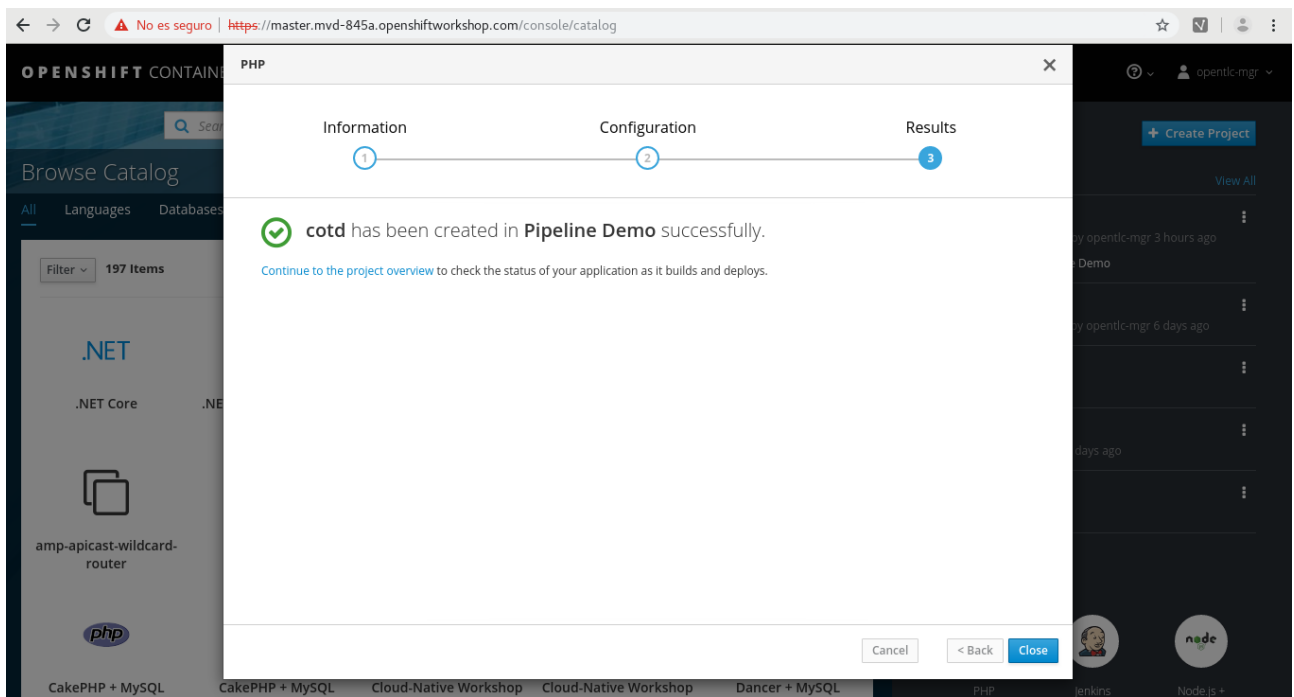 No es seguro | https://master.mvd-845a.openshiftworkshop.com/console/catalog
OPENSHIFT CONTAINE
opentlc-mgr
PHP
Information
Configuration
Results
1
2
3
Sear
Create Project
Browse Catalog
View All
All Languages Databases
cotd has been created in Pipeline Demo successfully.
by opentlc-mgr 3 hours ago
Filter 197 Items
Continue to the project overview to check the status of your application as it builds and deploys.
Demo
by opentlc-mgr 6 days ago
.NET
.NET Core
.NE
days ago
amp-apicast-wildcard-
router
php
node
Cancel
< Back
Close
CakePHP + MySQL
CakePHP + MySQL
Cloud-Native Workshop
Cloud-Native Workshop
Dancer + MySQL
PHP
Jenkins
Node.js +